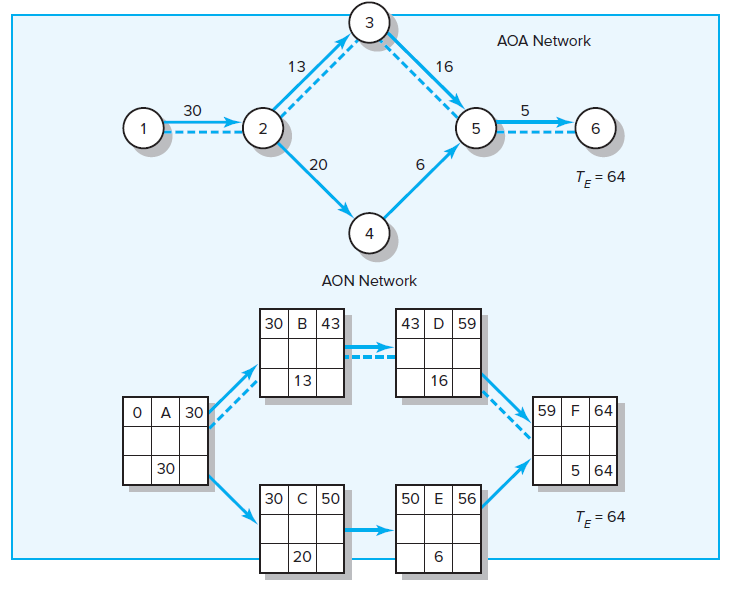 3
AOA Network
13 16
30 5
1 2 5 6
20 6
T_E = 64
4
AON Network
30 B 43 43 D 59
13 16
0 A 30 59 F 64
30 5 64
30 C 50 50 E 56
T_E = 64
20 6